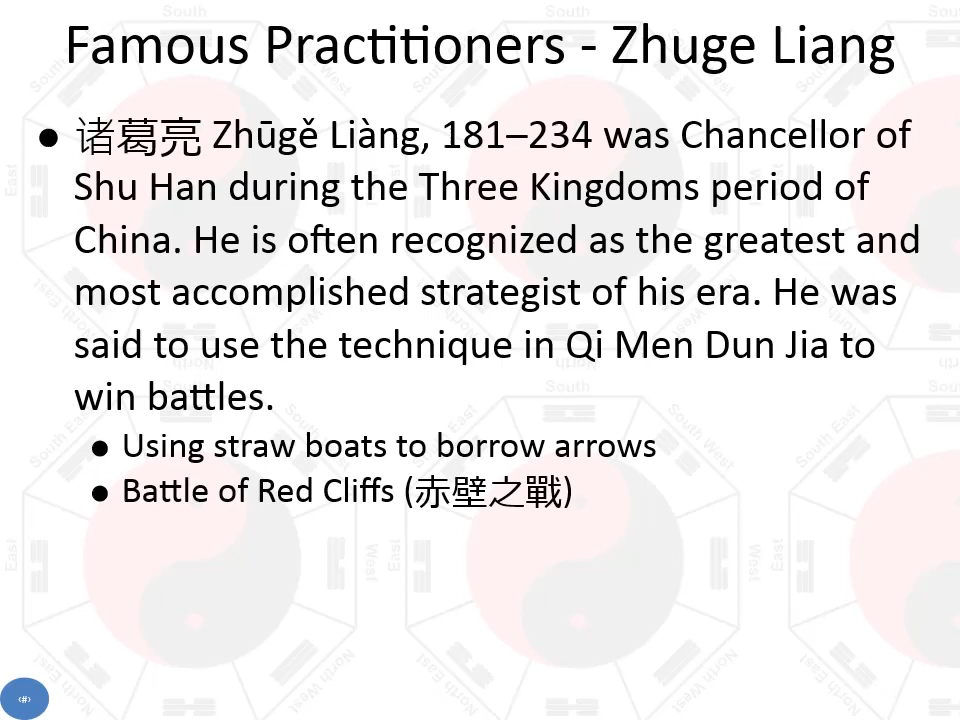 Famous Practitioners - Zhuge Liang
● 诸葛亮 Zhūgě Liàng, 181–234 was Chancellor of
Shu Han during the Three Kingdoms period of
China. He is often recognized as the greatest and
most accomplished strategist of his era. He was
said to use the technique in Qi Men Dun Jia to
win battles.
● Using straw boats to borrow arrows
● Battle of Red Cliffs (赤壁之戰)
‹#›